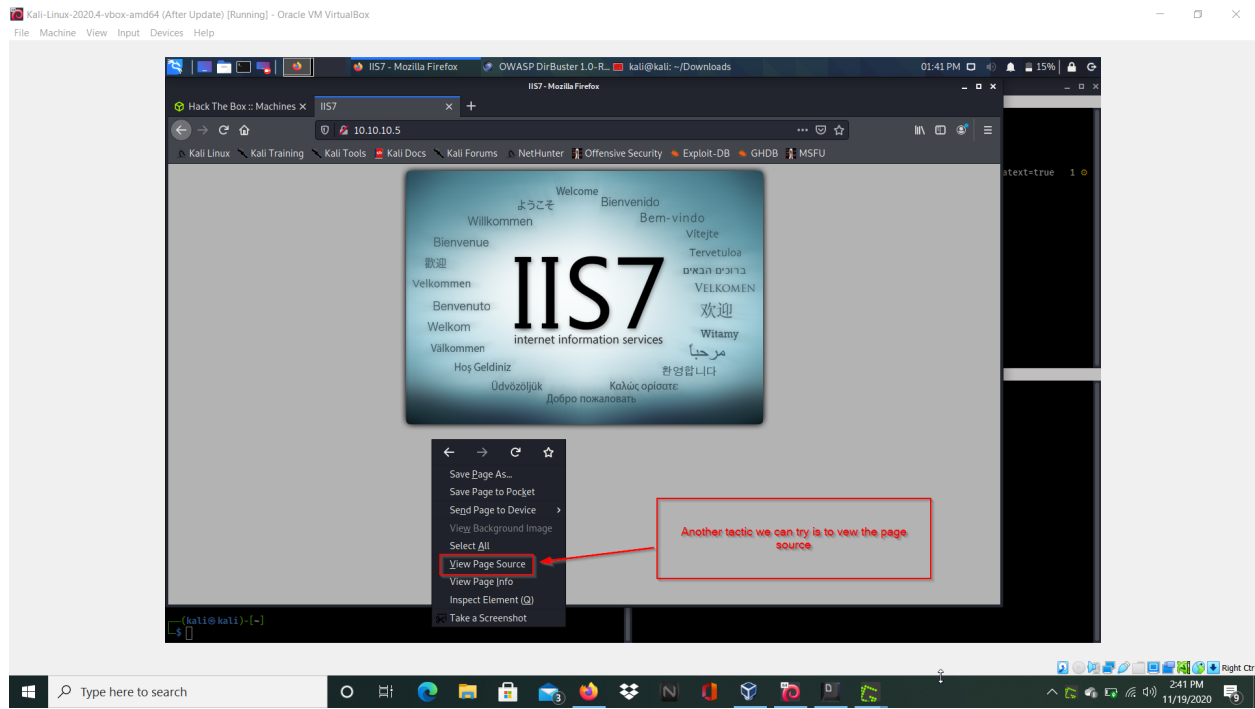 Kali-Linux-2020.4-vbox-amd64 (After Update) [Running] - Oracle VM VirtualBox
File Machine View Input Devices Help
IIS7 - Mozilla Firefox OWASP DirBuster 1.0-R... kali@kali: ~/Downloads 01:41 PM 15%
IIS7 - Mozilla Firefox
Hack The Box :: Machines IIS7
10.10.10.5
Kali Linux Kali Training Kali Tools Kali Docs Kali Forums NetHunter Offensive Security Exploit-DB GHDB MSFU
atext=true 1
Welcome
ようこそ
Bienvenido
Willkommen
Bem-vindo
Vítejte
Bienvenue
Tervetuloa
歡迎
ברוכים הבאים
Velkommen
VELKOMEN
Benvenuto
欢迎
Welkom
Witamy
Välkommen
مرحباً
Hoş Geldiniz
환영합니다
Üdvözöljük
Καλώς ορίσατε
Добро пожаловать
IIS7
internet information services
Save Page As...
Save Page to Pocket
Send Page to Device
View Background Image
Select All
View Page Source
View Page Info
Inspect Element (Q)
Take a Screenshot
Another tactic we can try is to vew the page
source
(kali㉿kali)-[~]
$
Right Ctr
Type here to search
3
N
2:41 PM
11/19/2020
9